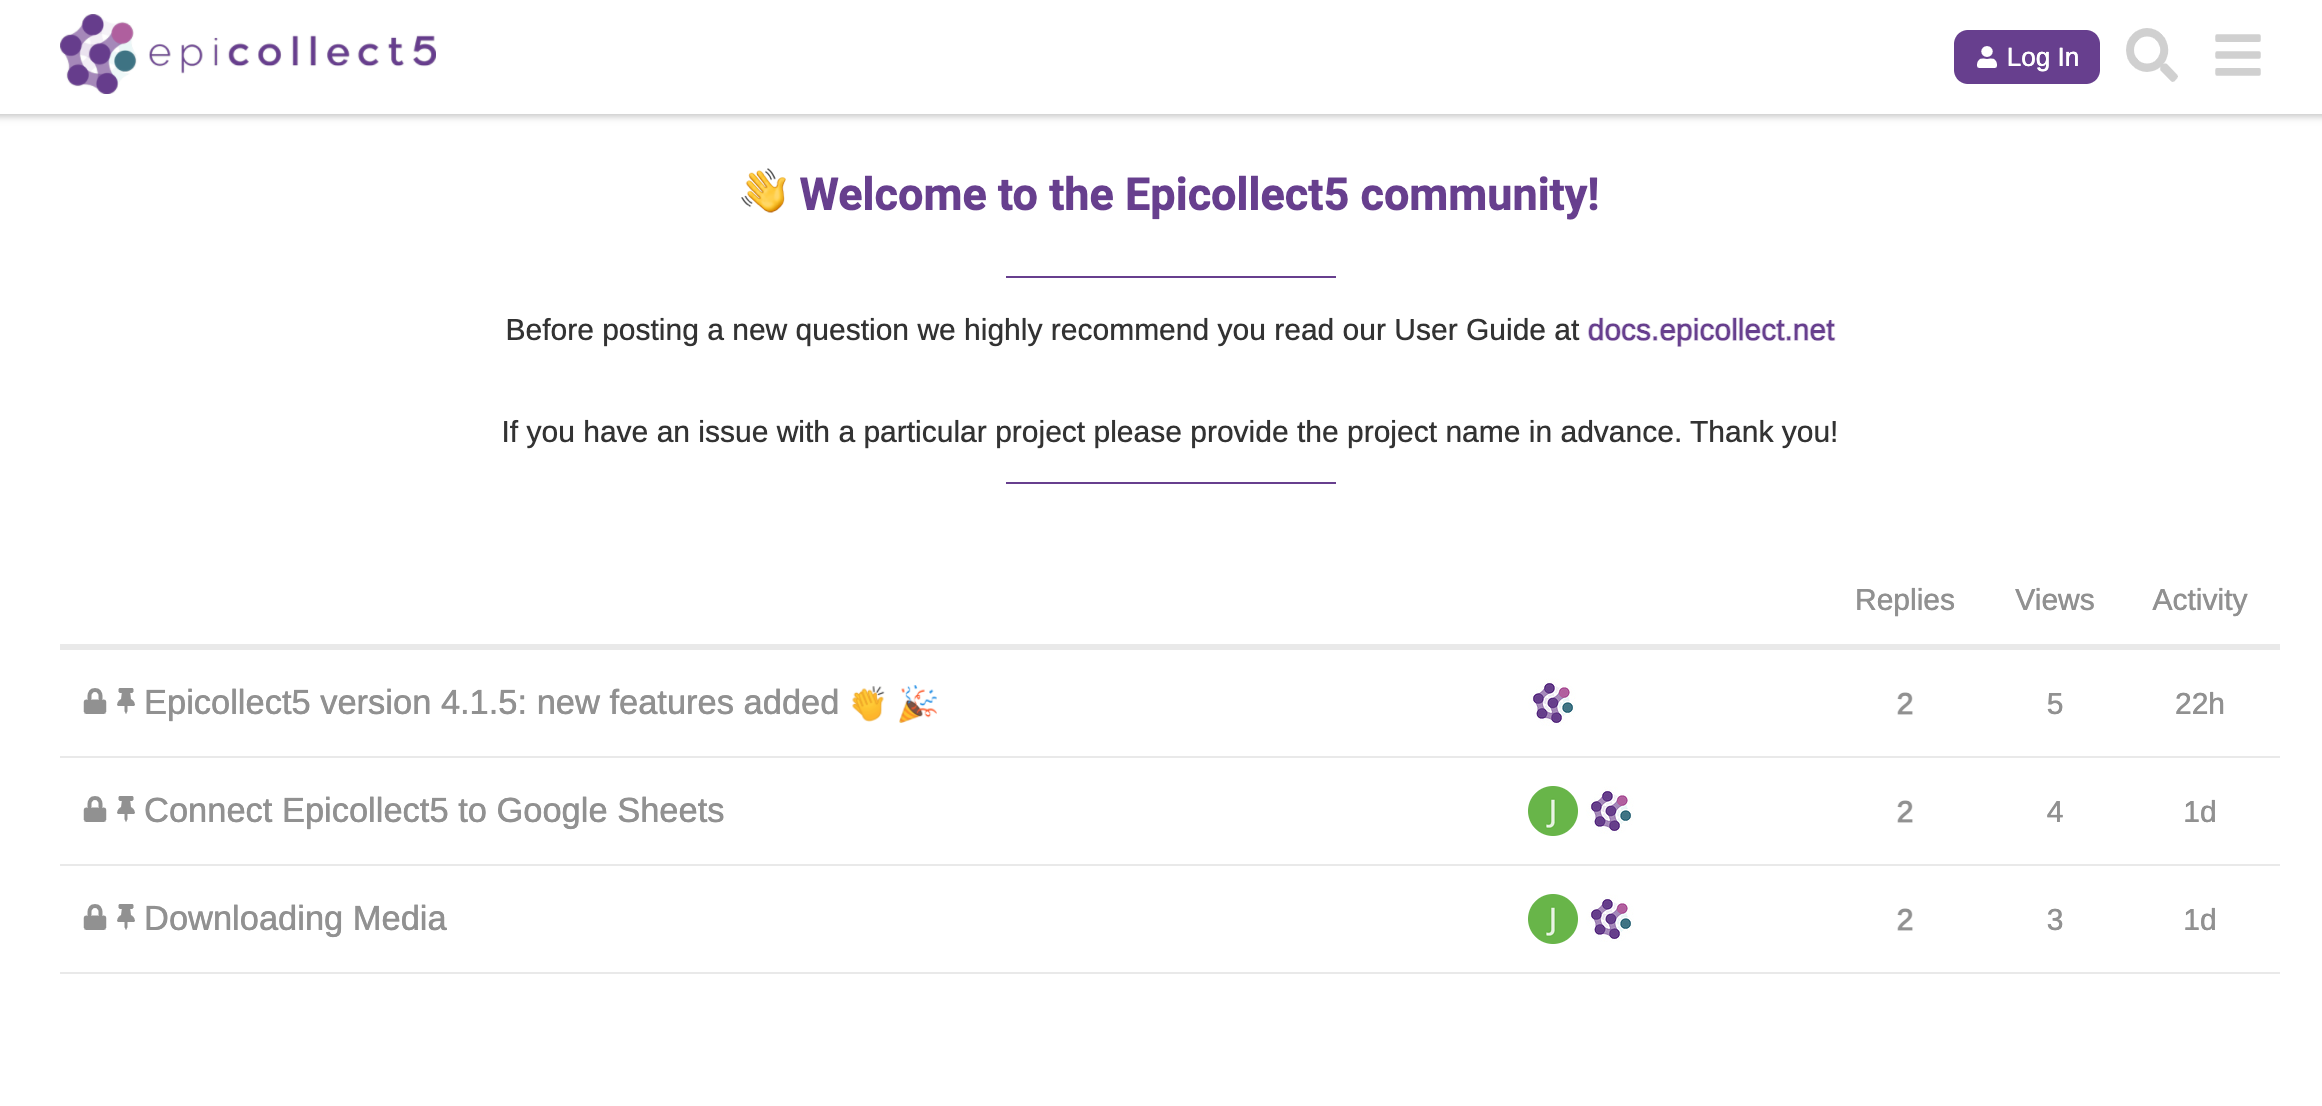 epicollect5
Log In
👋 Welcome to the Epicollect5 community!
Before posting a new question we highly recommend you read our User Guide at docs.epicollect.net
If you have an issue with a particular project please provide the project name in advance. Thank you!
Replies Views Activity
Epicollect5 version 4.1.5: new features added 👏 🎉 2 5 22h
Connect Epicollect5 to Google Sheets J 2 4 1d
Downloading Media J 2 3 1d